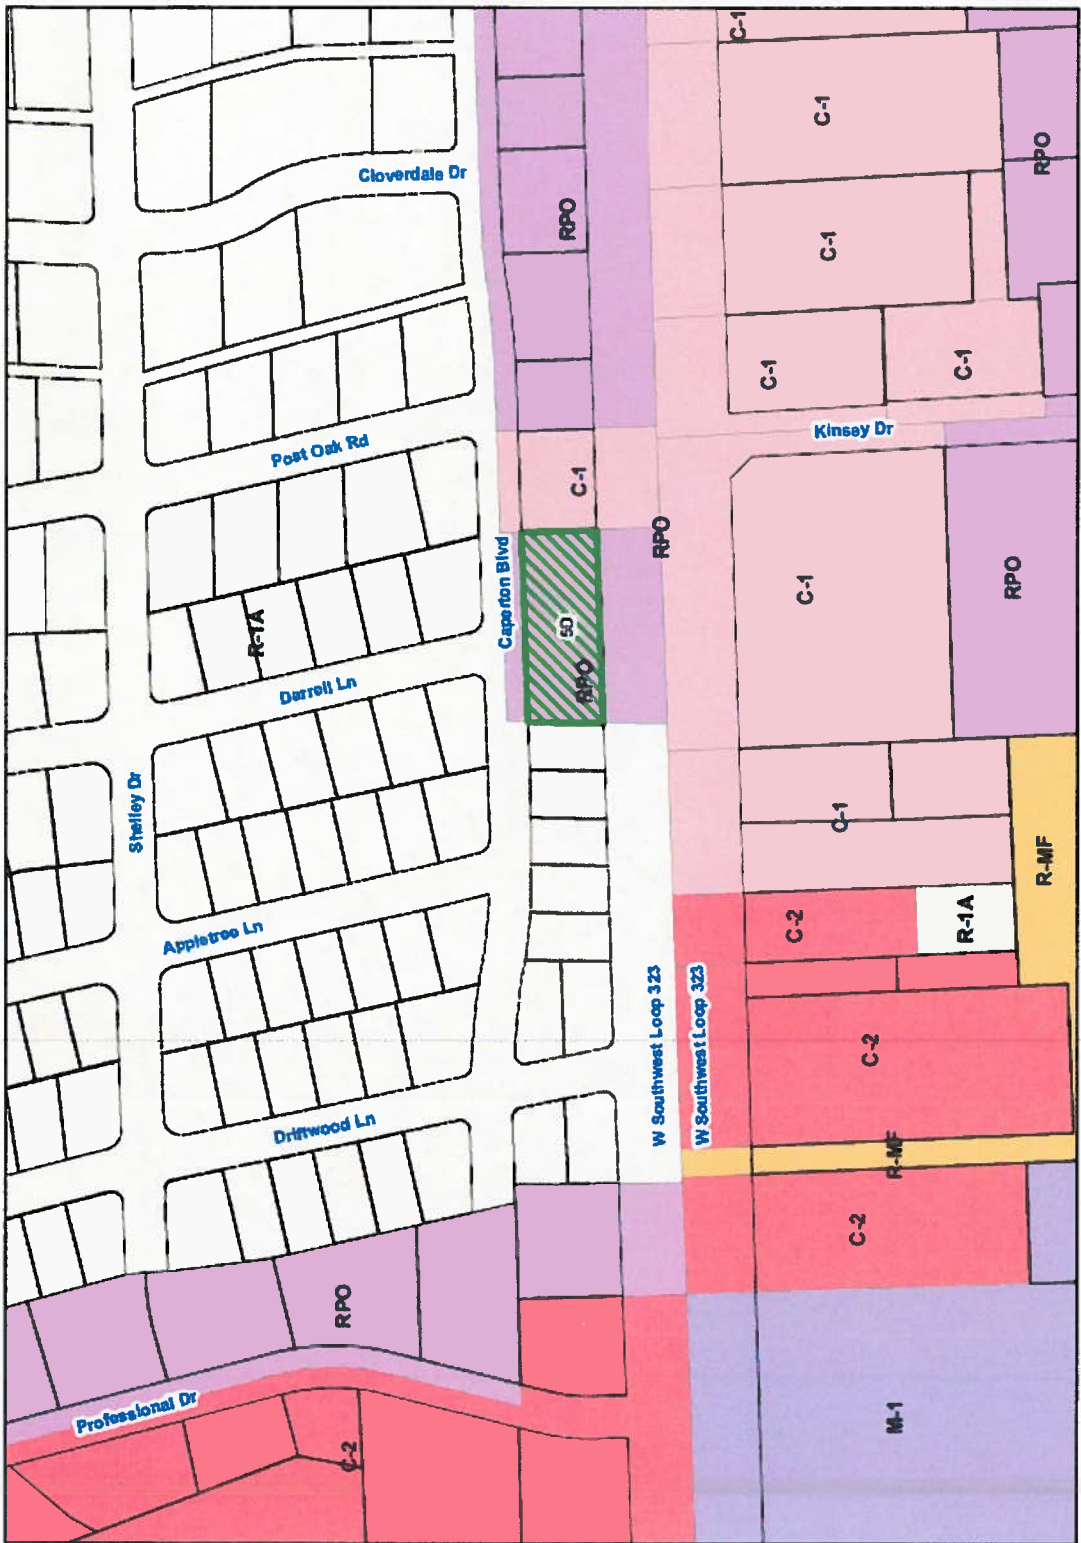 C-1
C-1
RPO
Cloverdale Dr
RPO
C-1
C-1
C-1
Kinsey Dr
Post Oak Rd
C-1
RPO
Caperton Blvd
RPO
C-1
R-1A
5D
RPO
Darrell Ln
Shelley Dr
C-1
R-MF
Appletree Ln
C-2
R-1A
W Southwest Loop 323
W Southwest Loop 323
C-2
Driftwood Ln
R-MF
C-2
RPO
Professional Dr
C-2
M-1